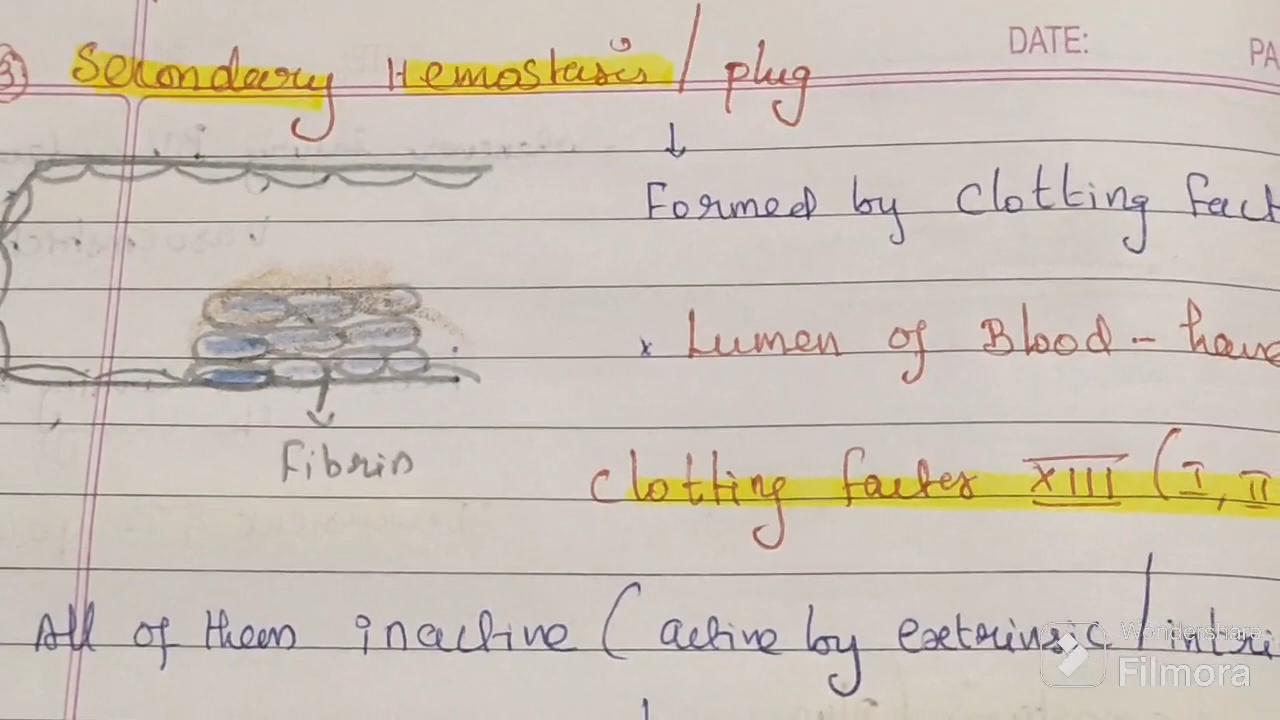 DATE:
PA
3) Secondary Hemostasis / plug
↓
Formed by Clotting fact
x Lumen of Blood - have
Fibrin
Clotting factor XIII (I, II
All of them inactive ( active by extrinsic / intri
↓
Wondershare
Filmora